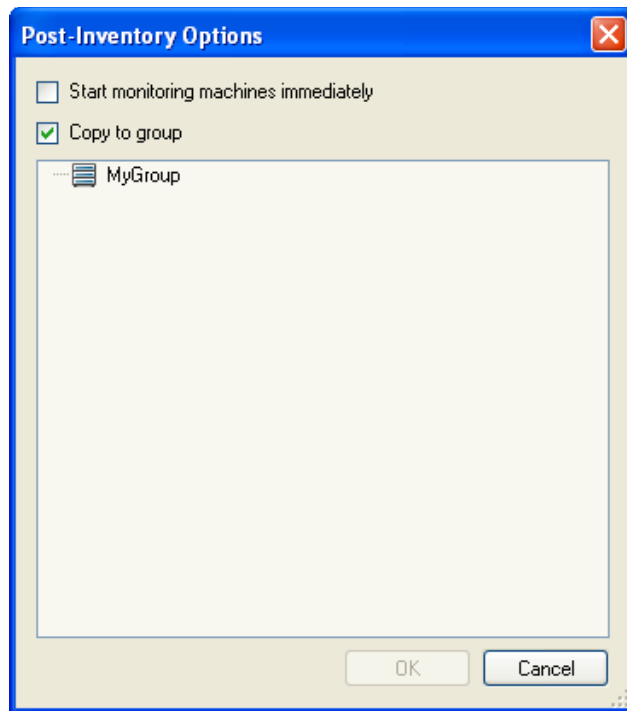 Post-Inventory Options
Start monitoring machines immediately
Copy to group
MyGroup
OK
Cancel